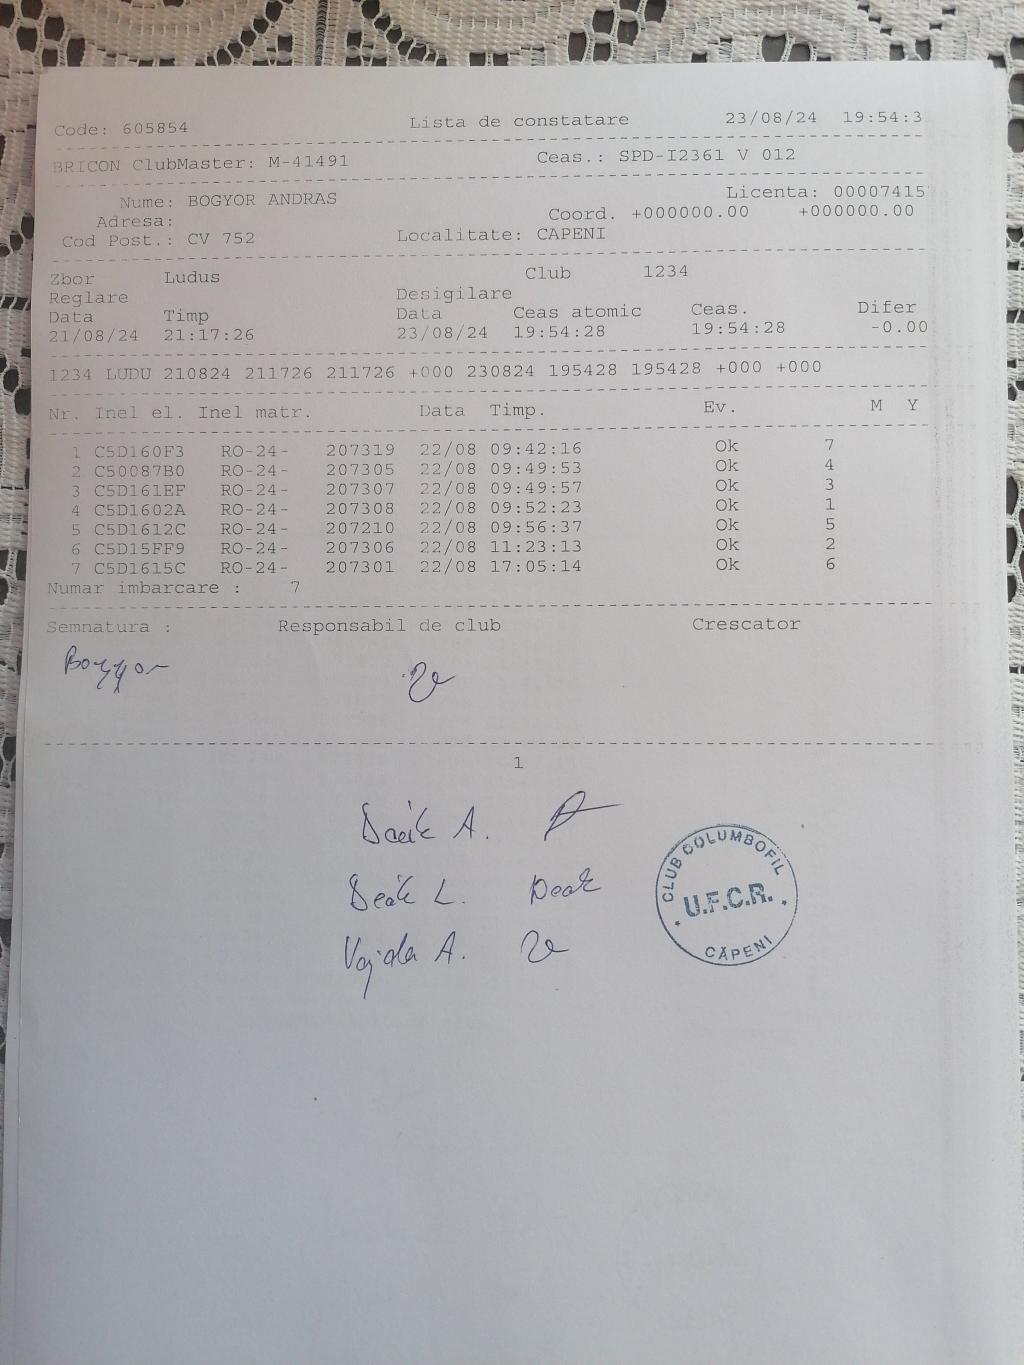 Code: 605854 Lista de constatare 23/08/24 19:54:3
BRICON ClubMaster: M-41491 Ceas.: SPD-I2361 V 012
Nume: BOGYOR ANDRAS Licenta: 00007415
Adresa: Coord. +000000.00 +000000.00
Cod Post.: CV 752 Localitate: CAPENI
Zbor Ludus Club 1234
Reglare Desigilare
Data Timp Data Ceas atomic Ceas. Difer
21/08/24 21:17:26 23/08/24 19:54:28 19:54:28 -0.00
1234 LUDU 210824 211726 211726 +000 230824 195428 195428 +000 +000
Nr. Inel el. Inel matr. Data Timp. Ev. M Y
1 C5D160F3 RO-24- 207319 22/08 09:42:16 Ok 7
2 C50087B0 RO-24- 207305 22/08 09:49:53 Ok 4
3 C5D161EF RO-24- 207307 22/08 09:49:57 Ok 3
4 C5D1602A RO-24- 207308 22/08 09:52:23 Ok 1
5 C5D1612C RO-24- 207210 22/08 09:56:37 Ok 5
6 C5D15FF9 RO-24- 207306 22/08 11:23:13 Ok 2
7 C5D1615C RO-24- 207301 22/08 17:05:14 Ok 6
Numar imbarcare : 7
Semnatura : Responsabil de club Crescator
Bogyor
1
Deák A.
Deák L. Deak
Vajda A.
CLUB COLUMBOFIL
U.F.C.R.
CĂPENI